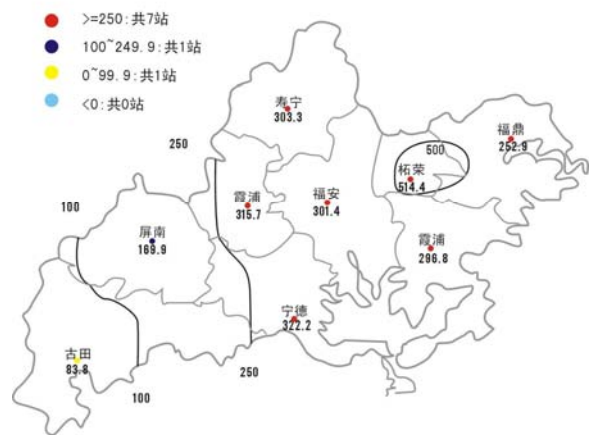 >=250:共7站
100~249.9:共1站
0~99.9:共1站
<0:共0站
寿宁
303.3
福鼎
252.9
250
500
柘荣
514.4
霞浦
315.7
福安
301.4
100
屏南
169.9
霞浦
296.8
宁德
322.2
古田
83.8
250
100